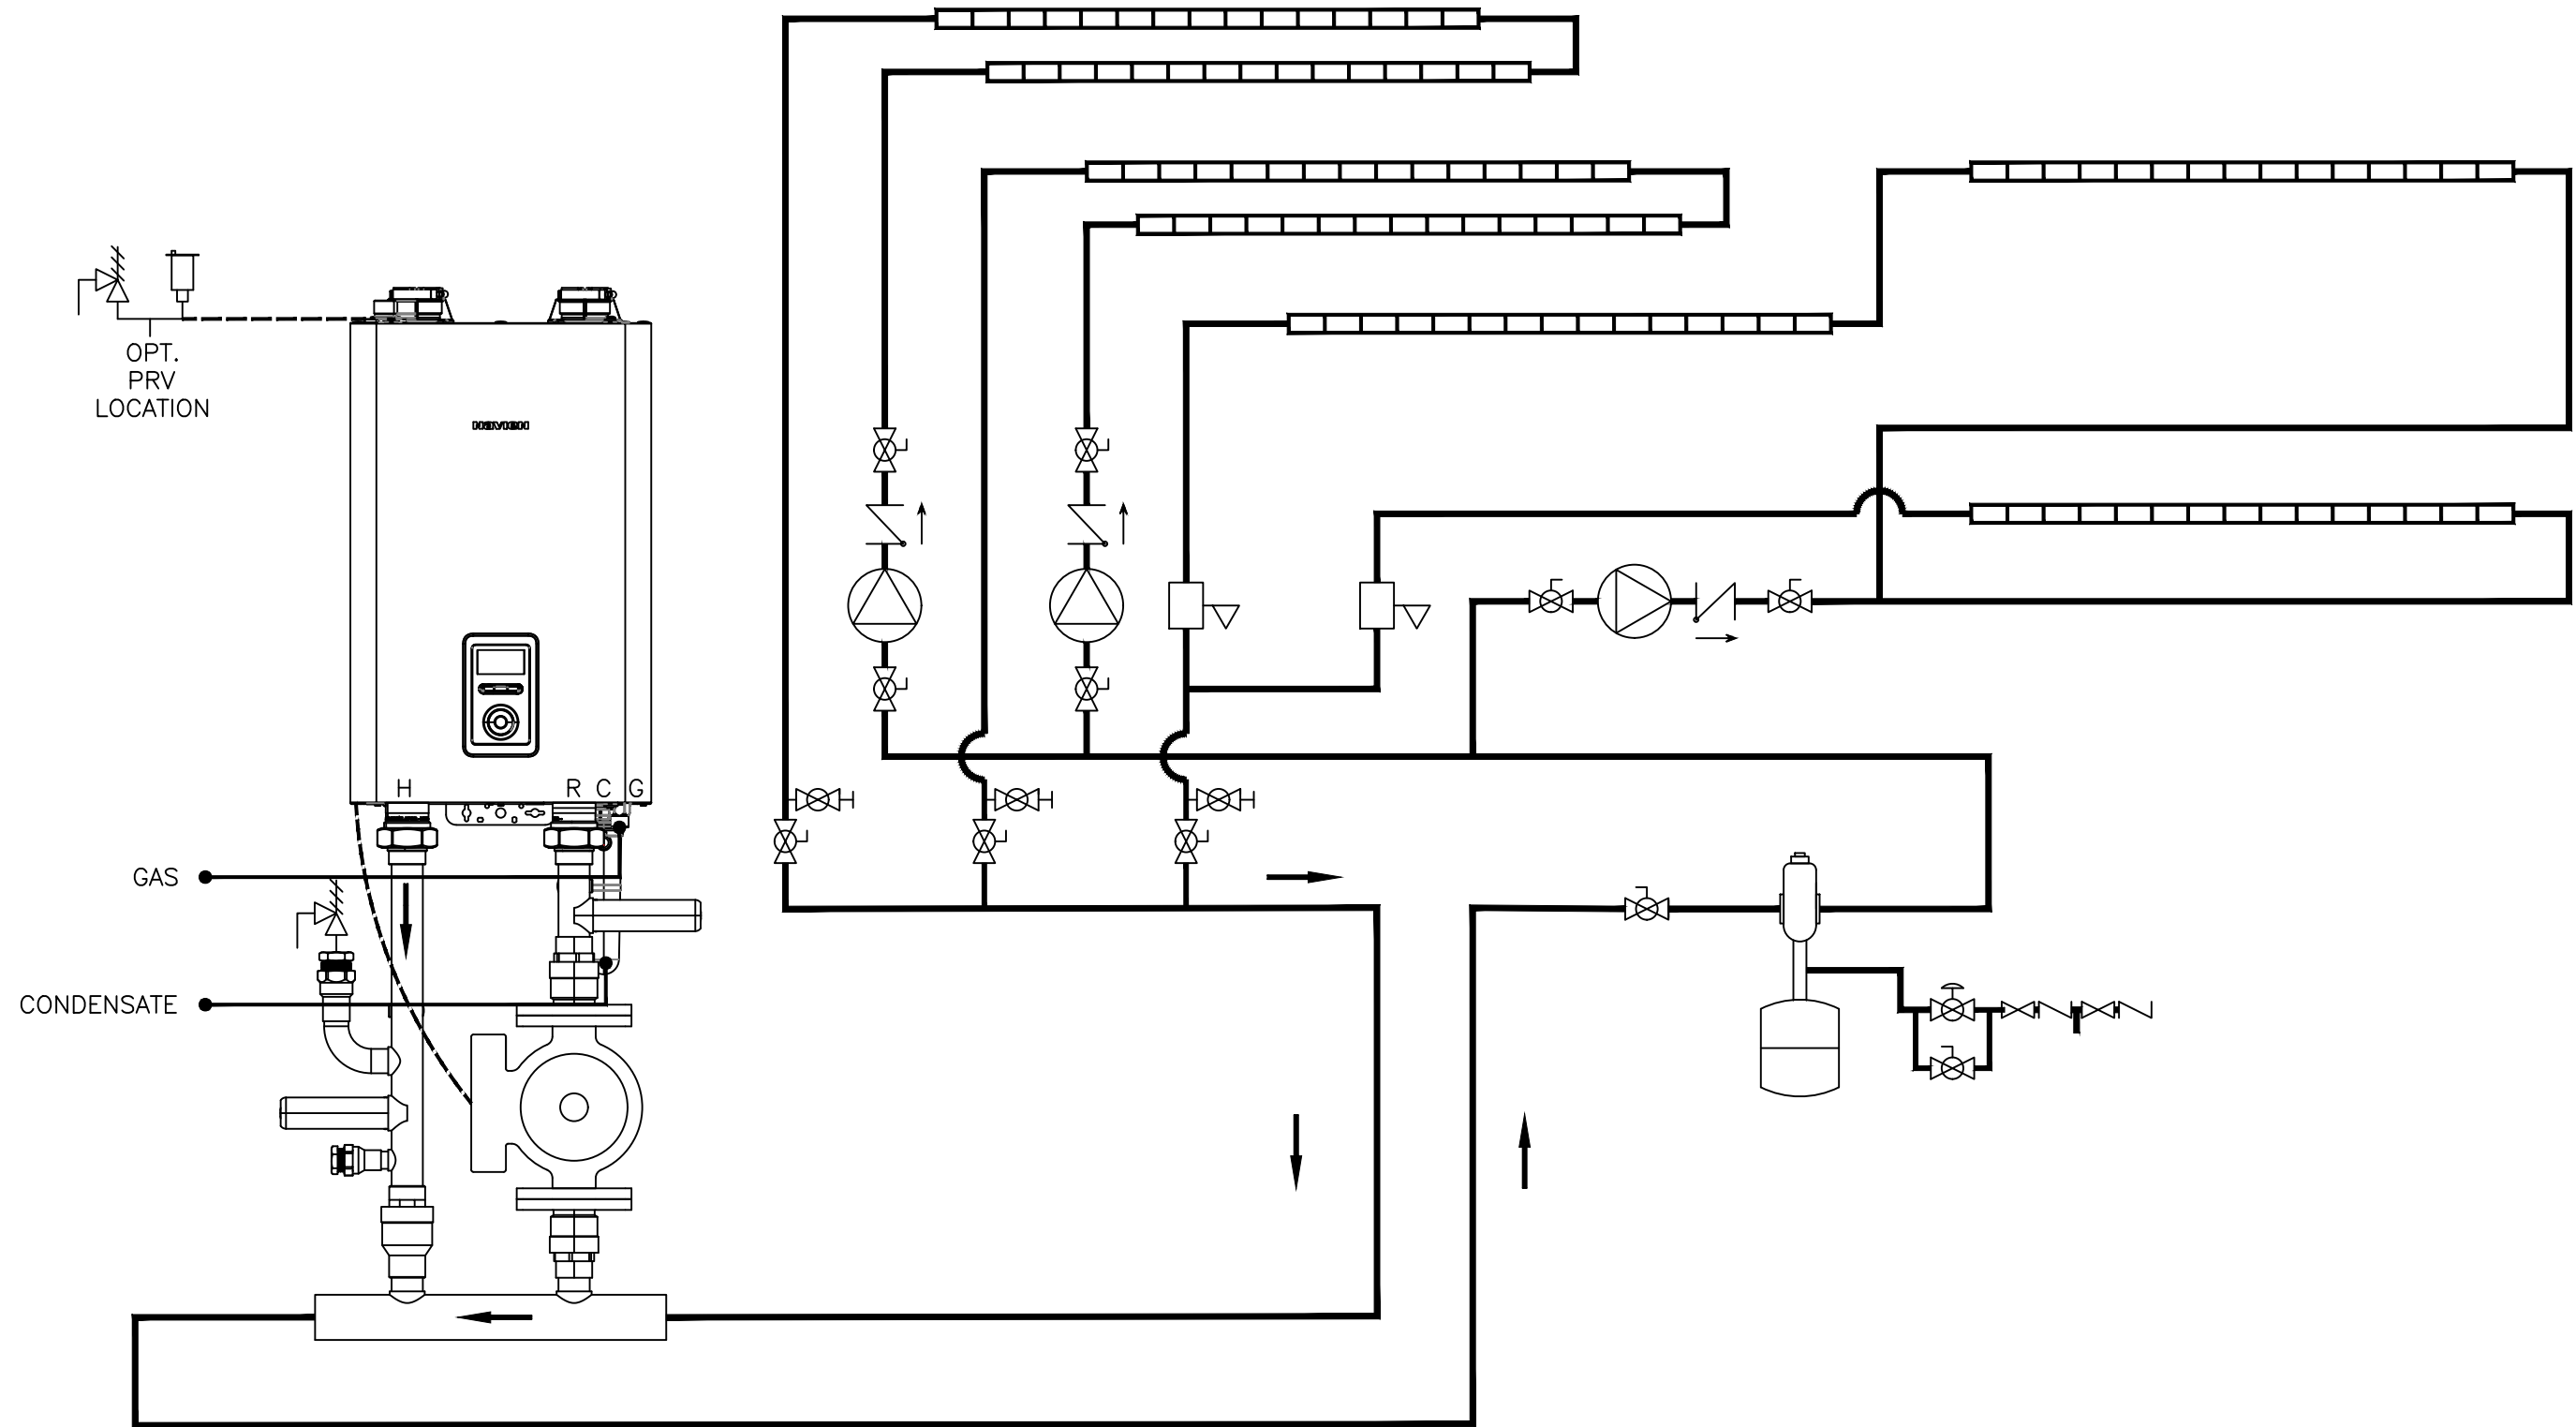 OPT.
PRV
LOCATION
H
R
C
G
GAS
CONDENSATE